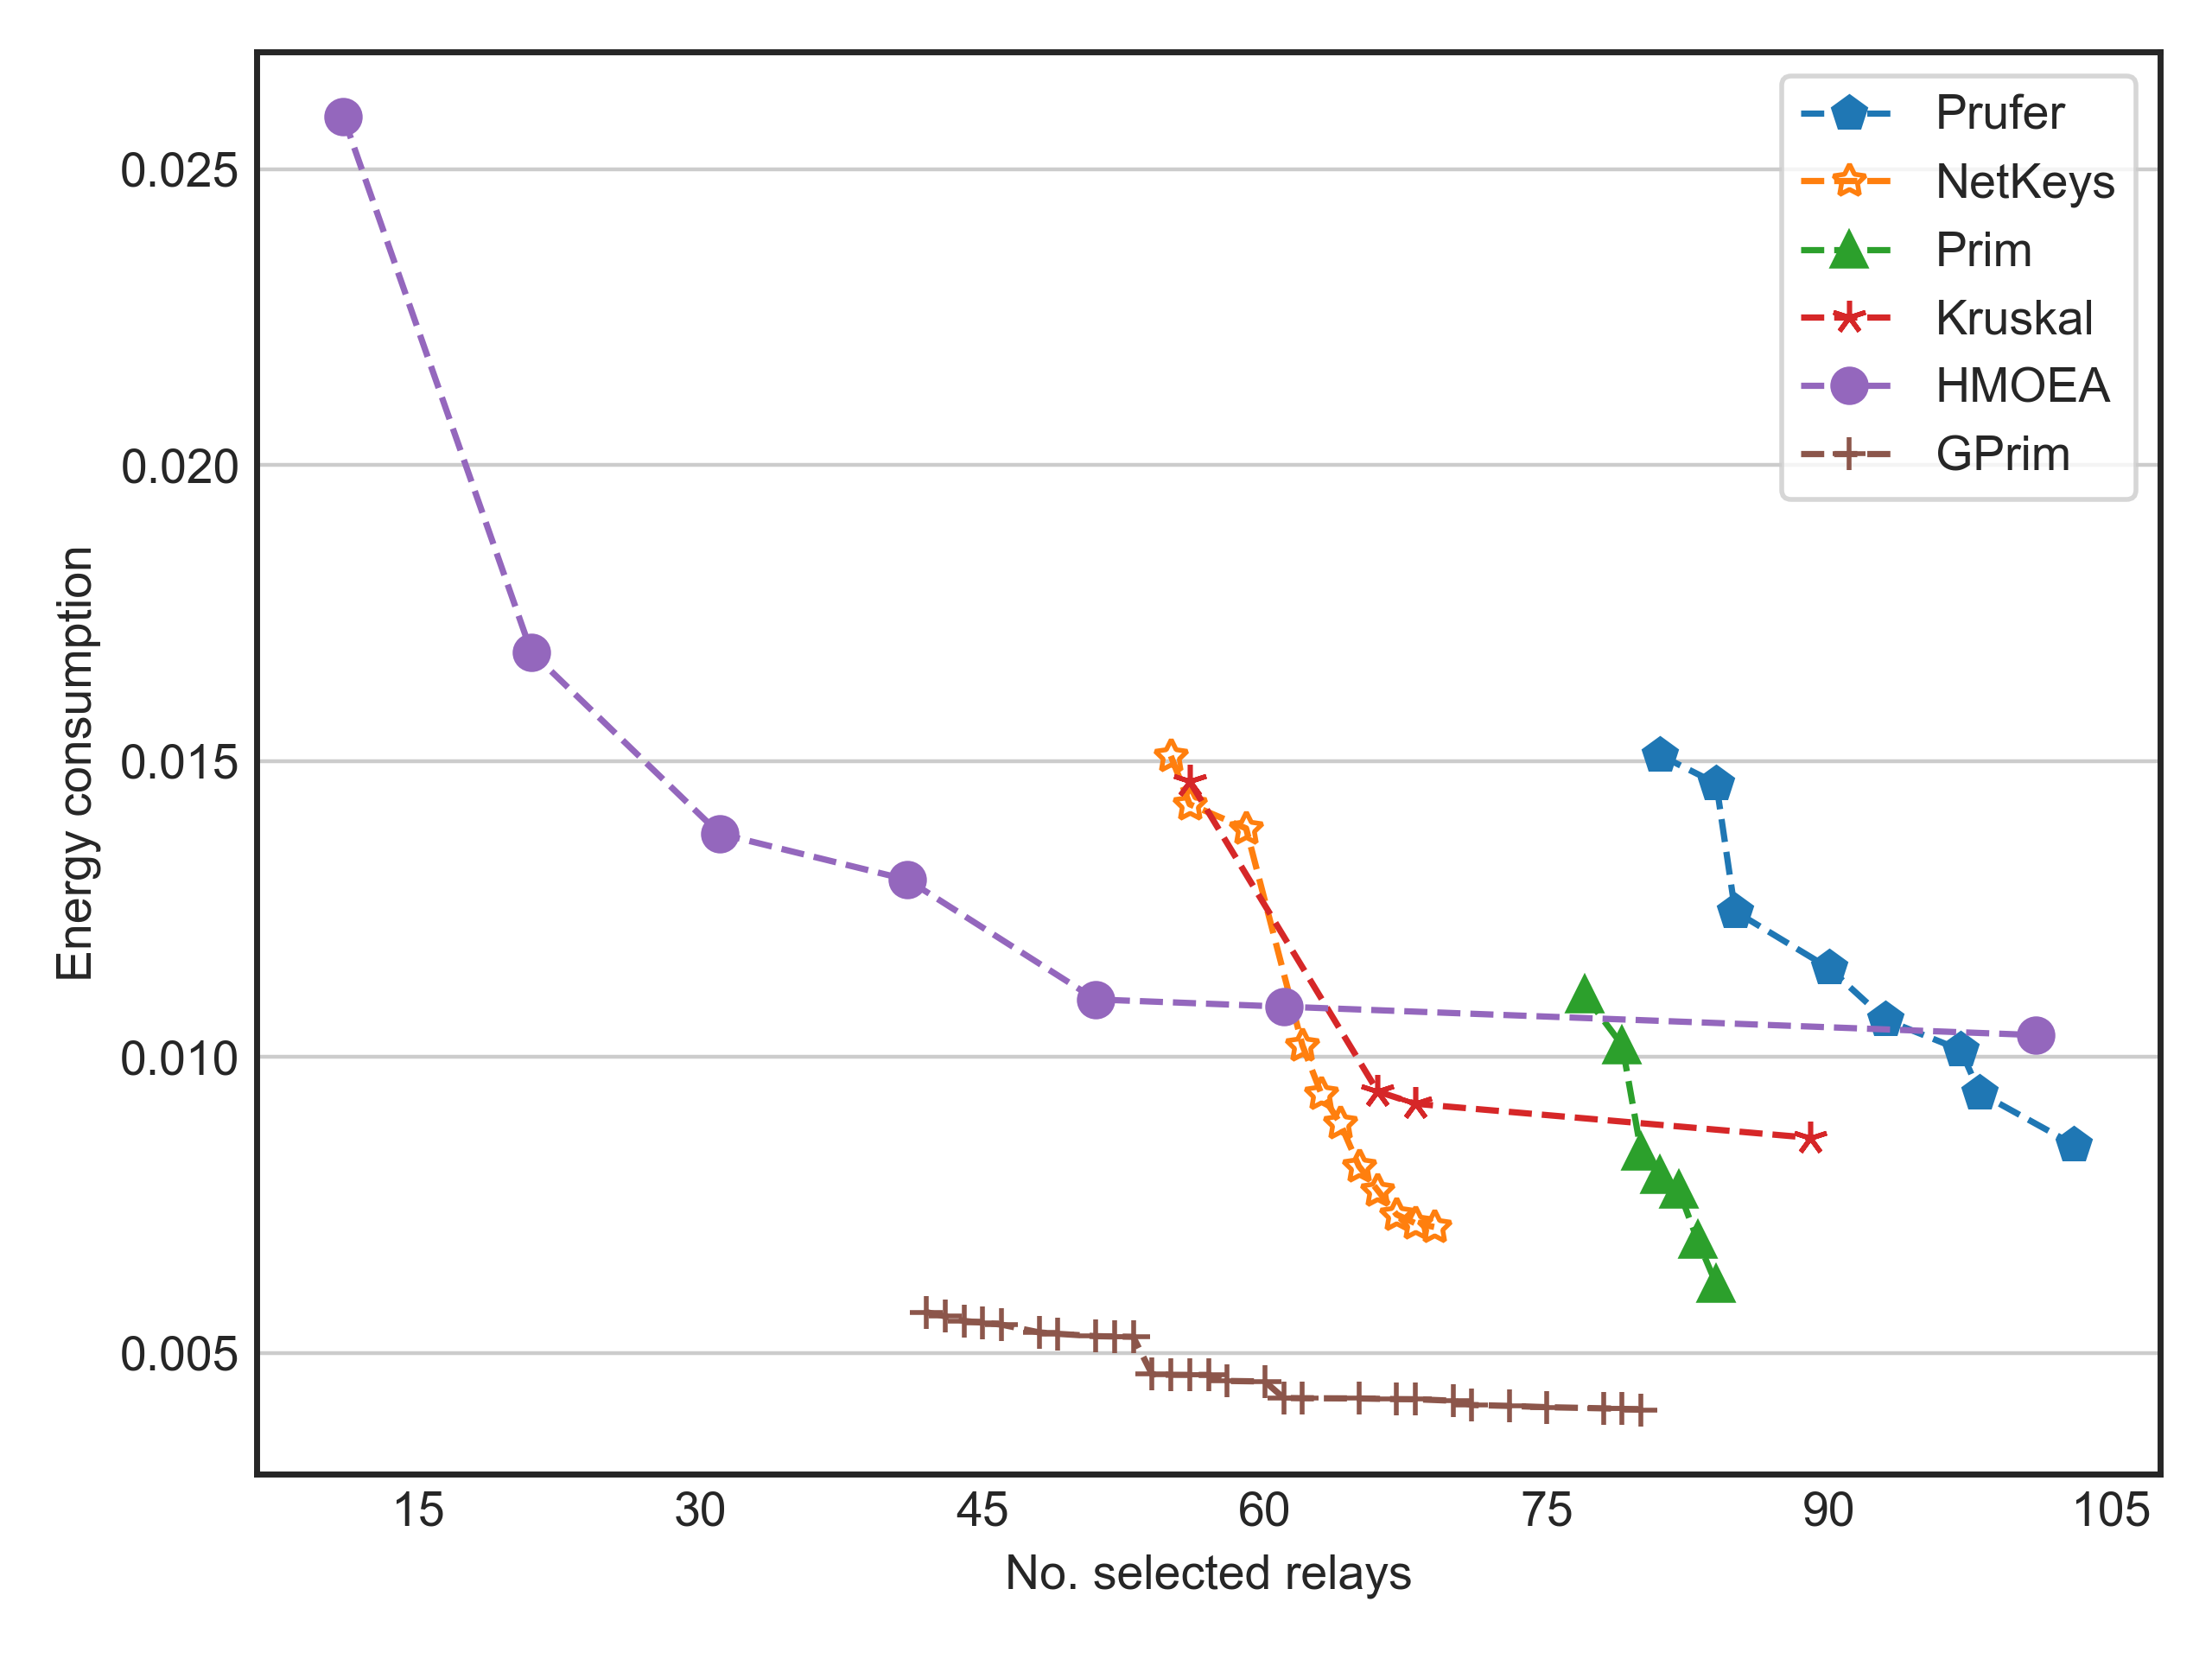 Prufer
NetKeys
Prim
Kruskal
HMOEA
GPrim
0.025
0.020
0.015
0.010
0.005
Energy consumption
15 30 45 60 75 90 105
No. selected relays